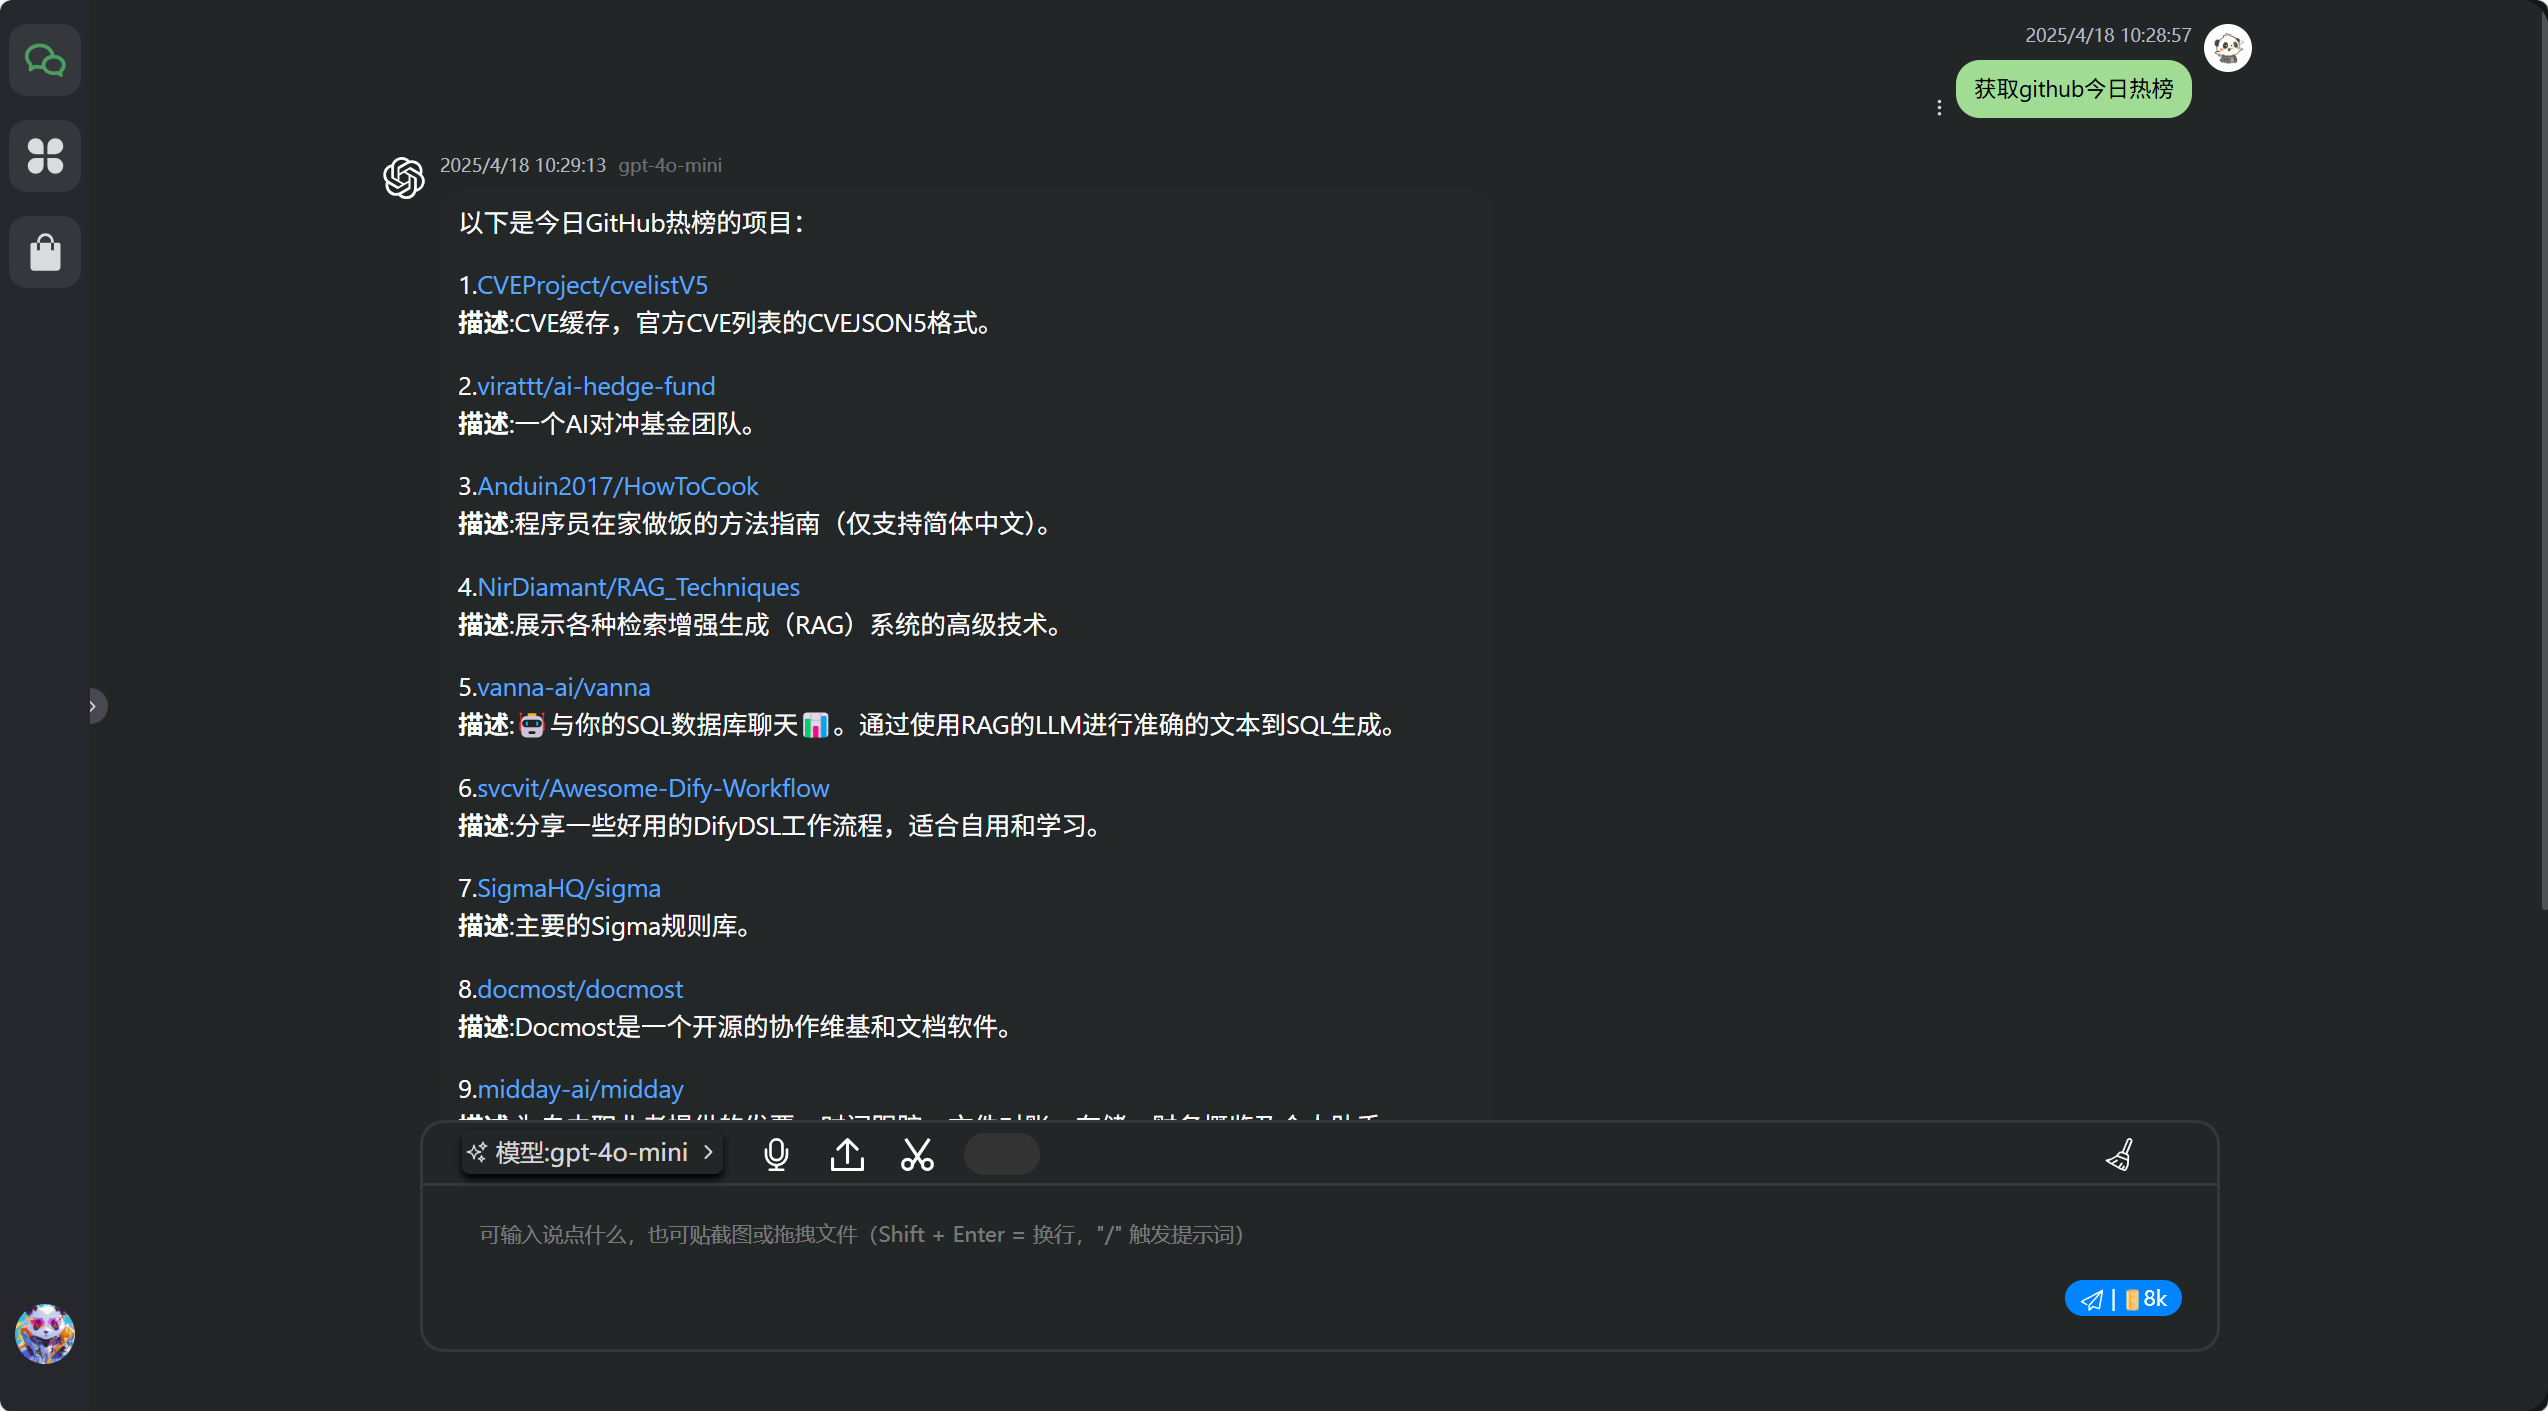 2025/4/18 10:28:57
获取github今日热榜
2025/4/18 10:29:13 gpt-4o-mini
以下是今日GitHub热榜的项目：
1.CVEProject/cvelistV5
描述:CVE缓存，官方CVE列表的CVEJSON5格式。
2.virattt/ai-hedge-fund
描述:一个AI对冲基金团队。
3.Anduin2017/HowToCook
描述:程序员在家做饭的方法指南（仅支持简体中文）。
4.NirDiamant/RAG_Techniques
描述:展示各种检索增强生成（RAG）系统的高级技术。
5.vanna-ai/vanna
描述:🤖与你的SQL数据库聊天📊。通过使用RAG的LLM进行准确的文本到SQL生成。
6.svcvit/Awesome-Dify-Workflow
描述:分享一些好用的DifyDSL工作流程，适合自用和学习。
7.SigmaHQ/sigma
描述:主要的Sigma规则库。
8.docmost/docmost
描述:Docmost是一个开源的协作维基和文档软件。
9.midday-ai/midday
模型:gpt-4o-mini
可输入说点什么，也可贴截图或拖拽文件（Shift + Enter = 换行，"/" 触发提示词）
| 8k